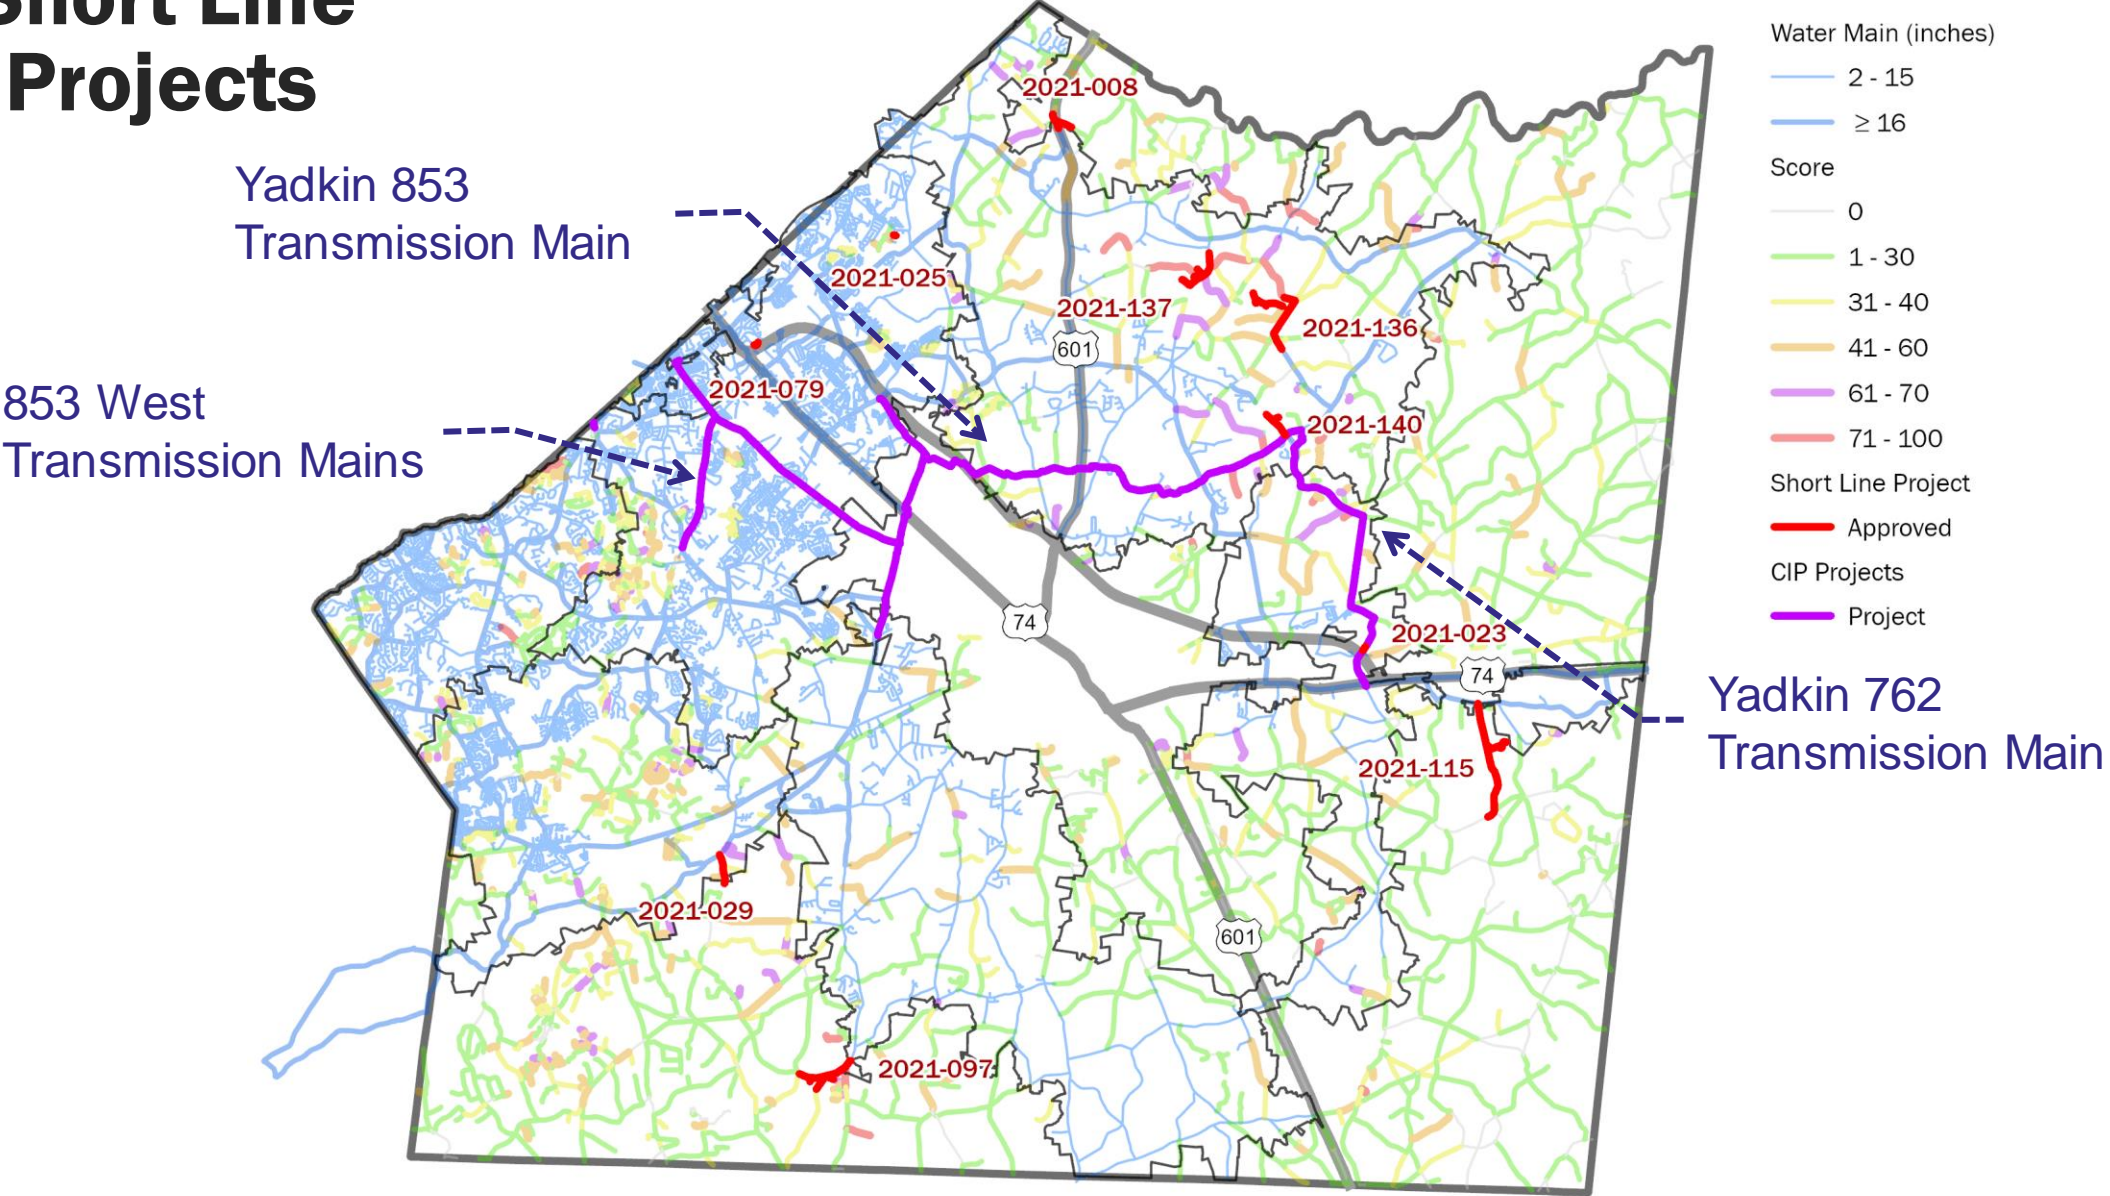 Short Line
Projects
Yadkin 853
Transmission Main
853 West
Transmission Mains
2021-008
2021-025
2021-137
2021-136
601
2021-079
2021-140
74
2021-023
74
Yadkin 762
Transmission Main
2021-115
2021-029
601
2021-097
Water Main (inches)
2 - 15
≥ 16
Score
0
1 - 30
31 - 40
41 - 60
61 - 70
71 - 100
Short Line Project
Approved
CIP Projects
Project